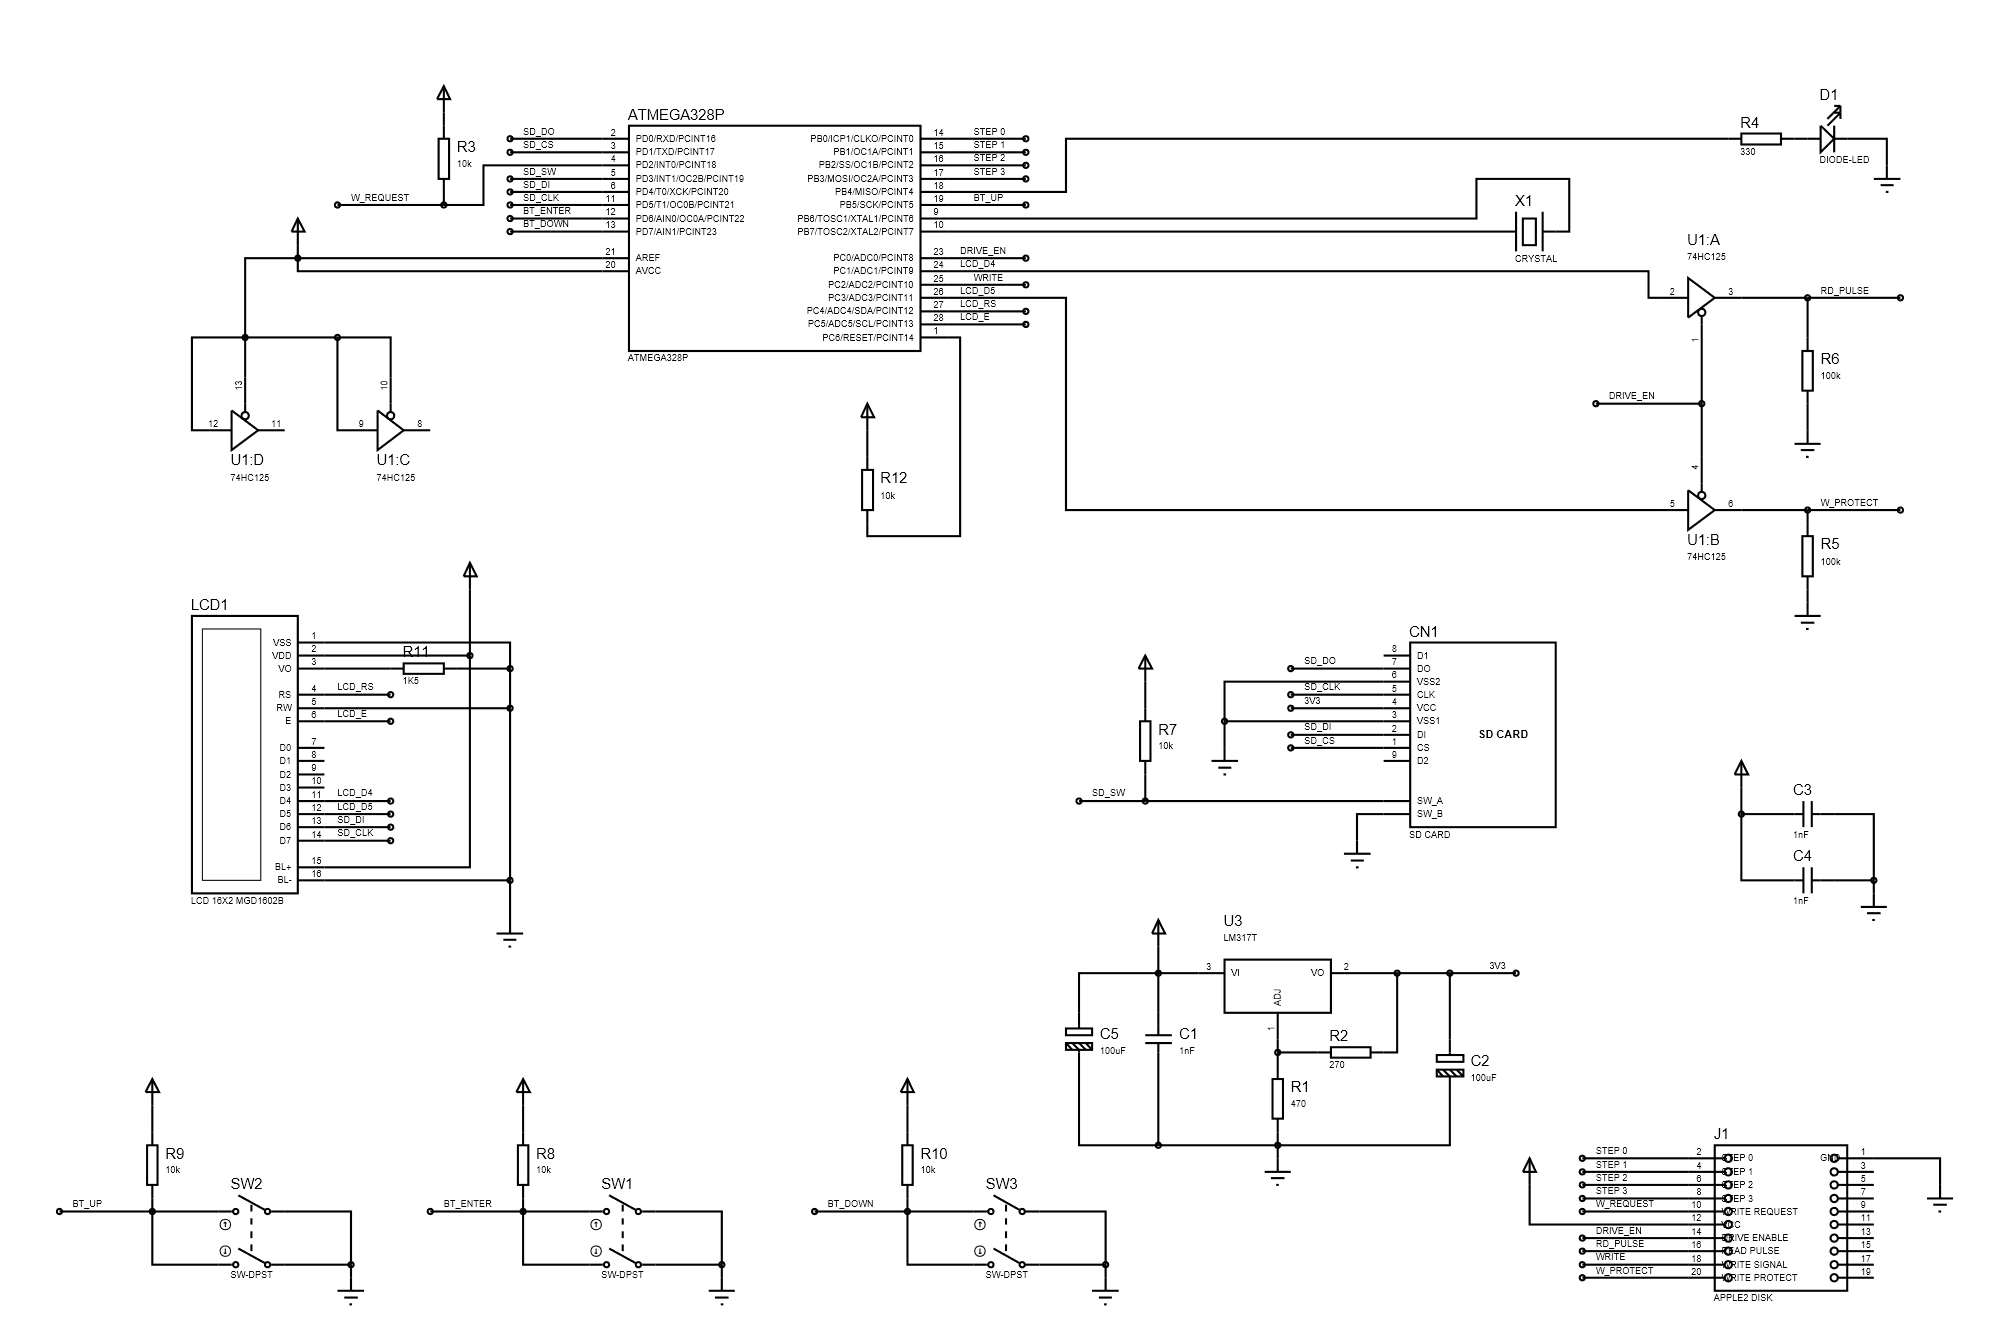 ATMEGA328P
SD_DO 2 PD0/RXD/PCINT16
SD_CS 3 PD1/TXD/PCINT17
4 PD2/INT0/PCINT18
SD_SW 5 PD3/INT1/OC2B/PCINT19
SD_DI 6 PD4/T0/XCK/PCINT20
SD_CLK 11 PD5/T1/OC0B/PCINT21
BT_ENTER 12 PD6/AIN0/OC0A/PCINT22
BT_DOWN 13 PD7/AIN1/PCINT23
21 AREF
20 AVCC
PB0/ICP1/CLKO/PCINT0 14 STEP 0
PB1/OC1A/PCINT1 15 STEP 1
PB2/SS/OC1B/PCINT2 16 STEP 2
PB3/MOSI/OC2A/PCINT3 17 STEP 3
PB4/MISO/PCINT4 18
PB5/SCK/PCINT5 19 BT_UP
PB6/TOSC1/XTAL1/PCINT6 9
PB7/TOSC2/XTAL2/PCINT7 10
PC0/ADC0/PCINT8 23 DRIVE_EN
PC1/ADC1/PCINT9 24 LCD_D4
PC2/ADC2/PCINT10 25 WRITE
PC3/ADC3/PCINT11 26 LCD_D5
PC4/ADC4/SDA/PCINT12 27 LCD_RS
PC5/ADC5/SCL/PCINT13 28 LCD_E
PC6/RESET/PCINT14 1
ATMEGA328P
R3
10k
W_REQUEST
R4
330
D1
DIODE-LED
X1
CRYSTAL
U1:A
74HC125
2 3 RD_PULSE
1
R6
100k
DRIVE_EN
4
5 6 W_PROTECT
U1:B
74HC125
R5
100k
13
12 11
U1:D
74HC125
10
9 8
U1:C
74HC125
R12
10k
LCD1
VSS 1
VDD 2
VO 3
R11
1K5
RS 4 LCD_RS
RW 5
E 6 LCD_E
D0 7
D1 8
D2 9
D3 10
D4 11 LCD_D4
D5 12 LCD_D5
D6 13 SD_DI
D7 14 SD_CLK
BL+ 15
BL- 16
LCD 16X2 MGD1602B
CN1
8 D1
SD_DO 7 DO
6 VSS2
SD_CLK 5 CLK
3V3 4 VCC
3 VSS1
SD_DI 2 DI
SD_CS 1 CS
9 D2
SD CARD
SD_SW SW_A
SW_B
SD CARD
R7
10k
C3
1nF
C4
1nF
U3
LM317T
3 VI VO 2 3V3
ADJ
1
C5
100uF
C1
1nF
R2
270
R1
470
C2
100uF
R9
10k
BT_UP
SW2
SW-DPST
R8
10k
BT_ENTER
SW1
SW-DPST
R10
10k
BT_DOWN
SW3
SW-DPST
J1
STEP 0 2 STEP 0 GND 1
STEP 1 4 STEP 1 3
STEP 2 6 STEP 2 5
STEP 3 8 STEP 3 7
W_REQUEST 10 WRITE REQUEST 9
12 VCC 11
DRIVE_EN 14 DRIVE ENABLE 13
RD_PULSE 16 READ PULSE 15
WRITE 18 WRITE SIGNAL 17
W_PROTECT 20 WRITE PROTECT 19
APPLE2 DISK